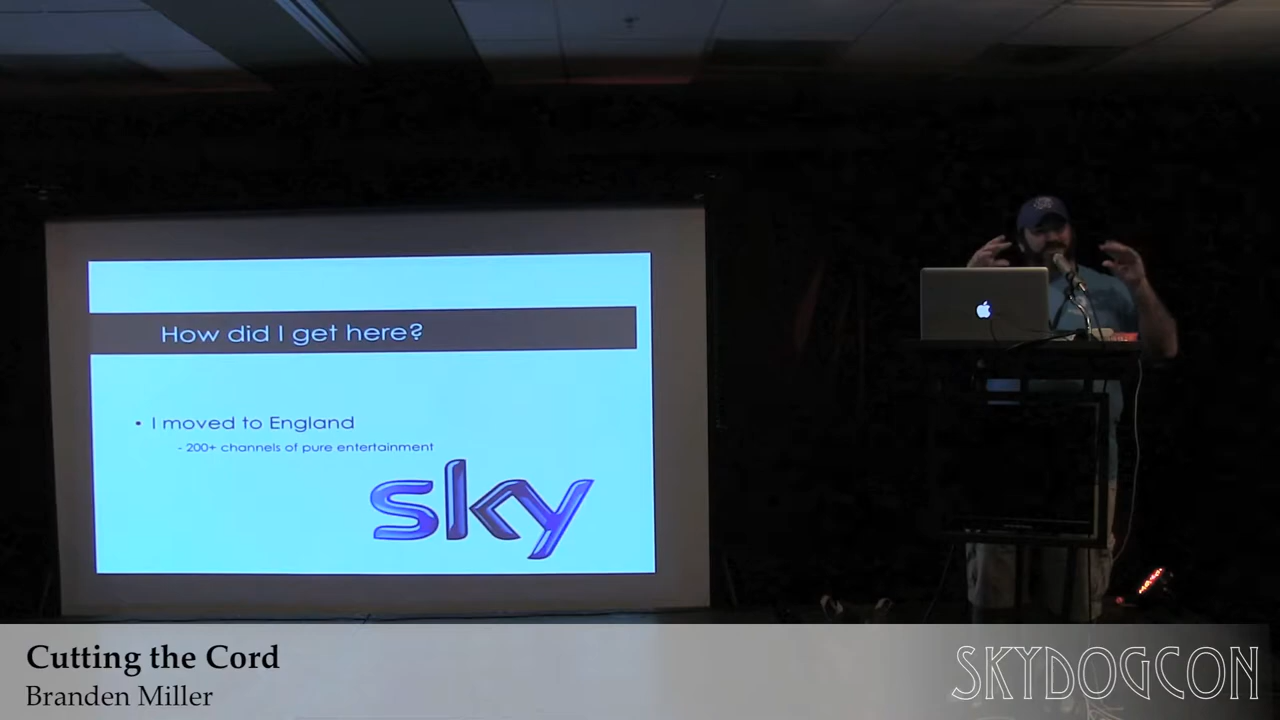 How did I get here?
• I moved to England
- 200+ channels of pure entertainment
sky
Cutting the Cord
Branden Miller
SKYDOGCON